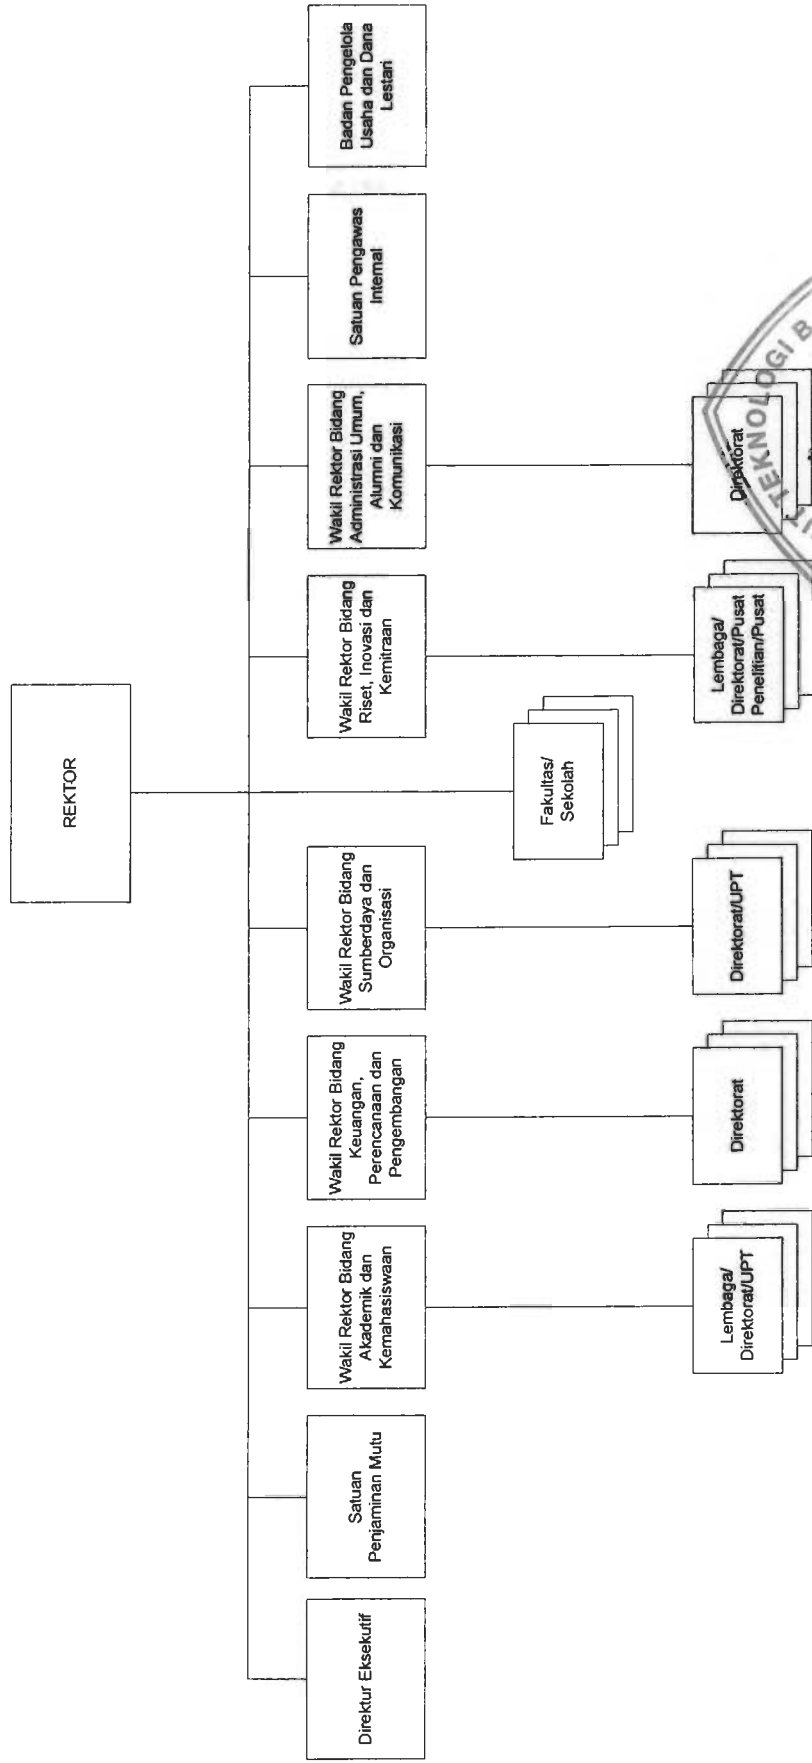 REKTOR
Direktur Eksekutif
Satuan
Penjaminan Mutu
Wakil Rektor Bidang
Akademik dan
Kemahasiswaan
Wakil Rektor Bidang
Keuangan,
Perencanaan dan
Pengembangan
Wakil Rektor Bidang
Sumberdaya dan
Organisasi
Wakil Rektor Bidang
Riset, Inovasi dan
Kemitraan
Wakil Rektor Bidang
Administrasi Umum,
Alumni dan
Komunikasi
Satuan Pengawas
Internal
Badan Pengelola
Usaha dan Dana
Lestari
Fakultas/
Sekolah
Lembaga/
Direktorat/UPT
Direktorat
Direktorat/UPT
Lembaga/
Direktorat/Pusat
Penelitian/Pusat
Direktorat
TEKNOLOGI B